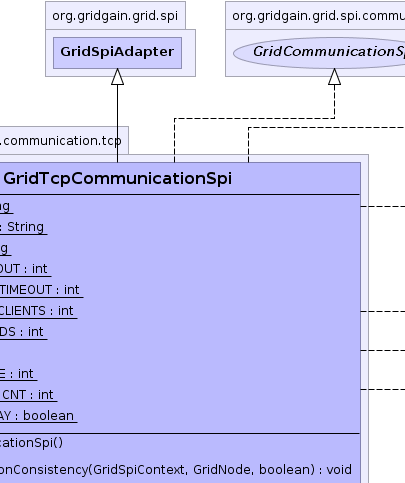 org.gridgain.grid.spi
org.gridgain.grid.spi.commu
GridSpiAdapter
GridCommunicationSp
.communication.tcp
GridTcpCommunicationSpi
ng
: String
g
OUT : int
TIMEOUT : int
CLIENTS : int
DS : int
E : int
CNT : int
AY : boolean
cationSpi()
onConsistency(GridSpiContext, GridNode, boolean) : void